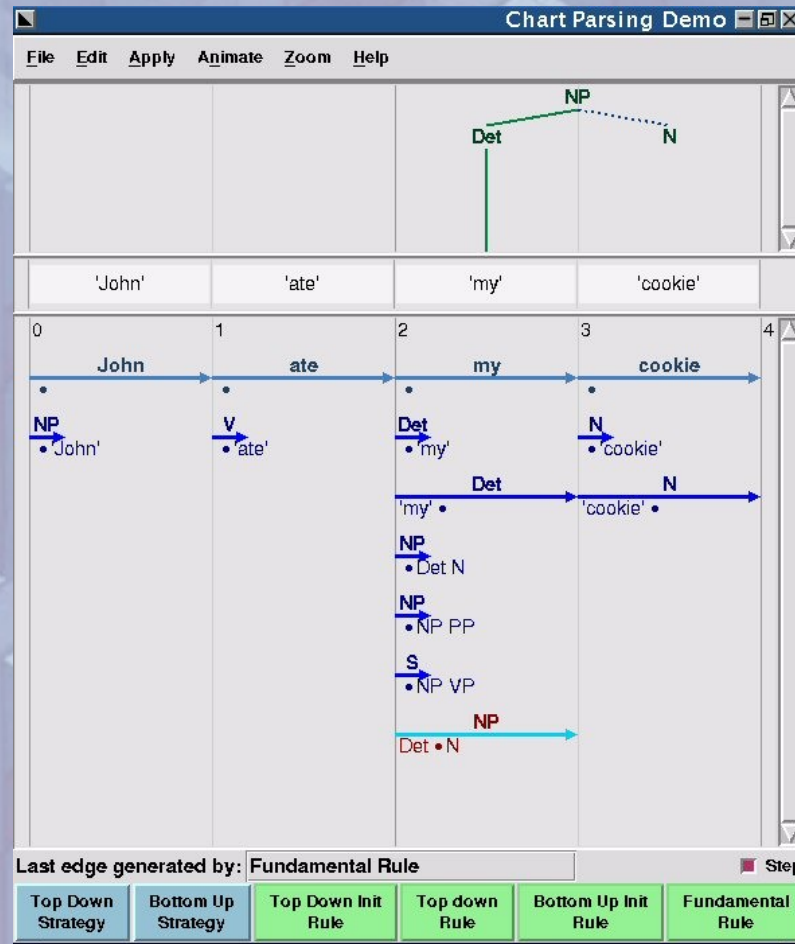 Chart Parsing Demo
File Edit Apply Animate Zoom Help
NP
Det N
'John' 'ate' 'my' 'cookie'
0 1 2 3 4
John ate my cookie
• • • •
NP V Det N
• 'John' • 'ate' • 'my' • 'cookie'
Det N
'my' • 'cookie' •
NP
• Det N
NP
• NP PP
S
• NP VP
NP
Det • N
Last edge generated by: Fundamental Rule Step
Top Down Strategy Bottom Up Strategy Top Down Init Rule Top down Rule Bottom Up Init Rule Fundamental Rule